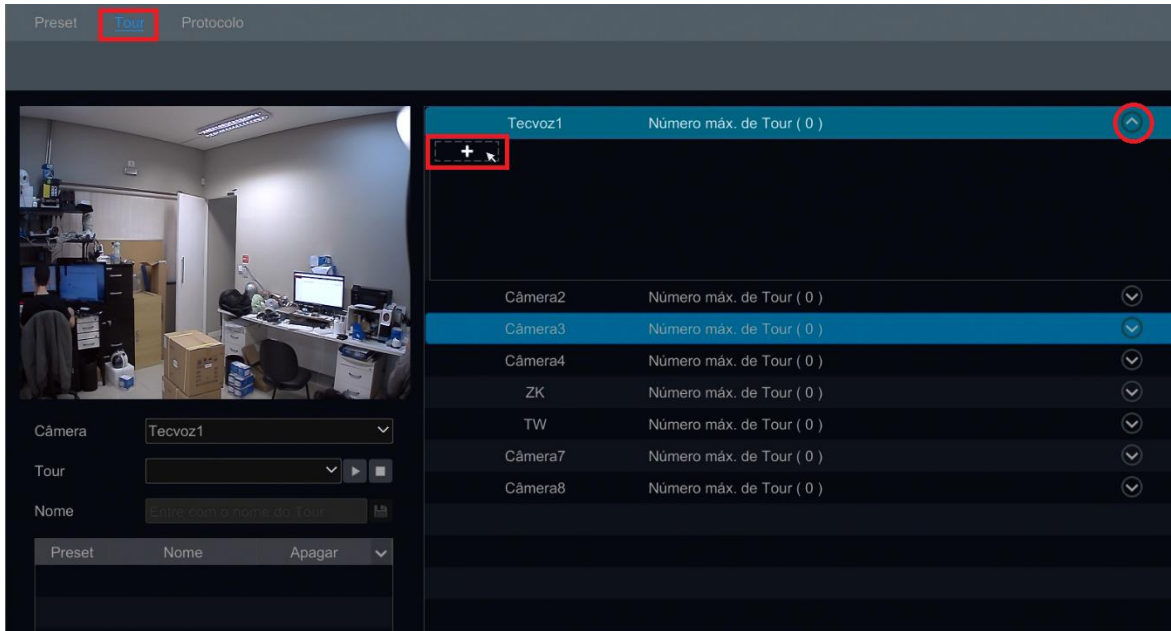 Preset Tour Protocolo
Tecvoz1 Número máx. de Tour ( 0 )
Câmera2 Número máx. de Tour ( 0 )
Câmera3 Número máx. de Tour ( 0 )
Câmera4 Número máx. de Tour ( 0 )
ZK Número máx. de Tour ( 0 )
TW Número máx. de Tour ( 0 )
Câmera7 Número máx. de Tour ( 0 )
Câmera8 Número máx. de Tour ( 0 )
Câmera Tecvoz1
Tour
Nome Entre com o nome do Tour
Preset Nome Apagar